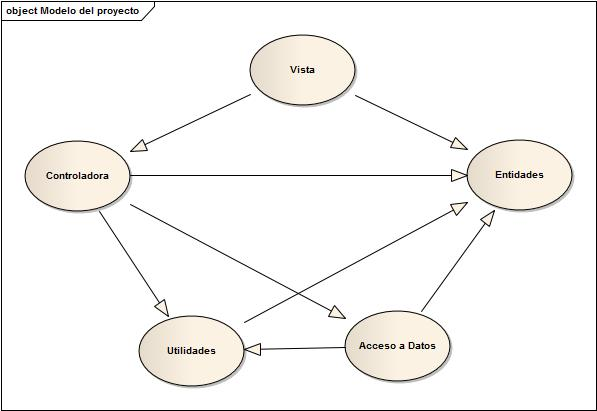 object Modelo del proyecto
Vista
Controladora
Entidades
Utilidades
Acceso a Datos